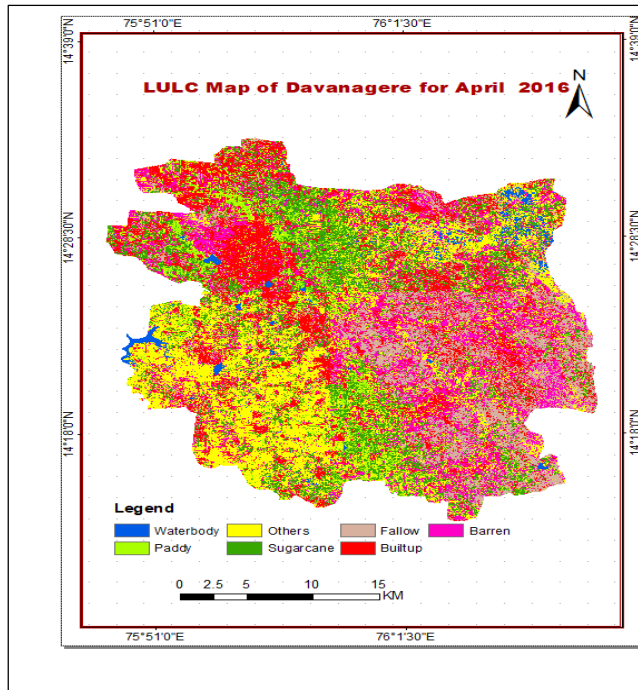 75°51'0"E 76°1'30"E
14°39'0"N 14°39'0"N
LULC Map of Davanagere for April 2016
N
14°28'30"N 14°28'30"N
14°18'0"N 14°18'0"N
Legend
Waterbody Others Fallow Barren
Paddy Sugarcane Builtup
0 2.5 5 10 15
KM
75°51'0"E 76°1'30"E